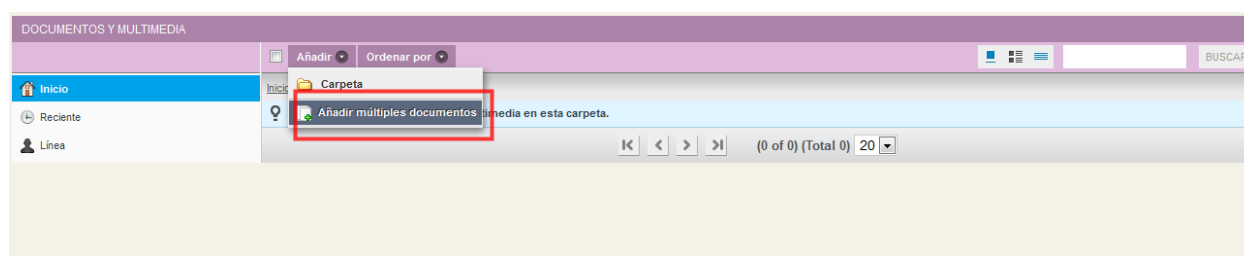 DOCUMENTOS Y MULTIMEDIA
Añadir Ordenar por BUSCAR
Inicio
Reciente
Línea
Carpeta
Añadir múltiples documentos
en esta carpeta.
(0 of 0) (Total 0) 20